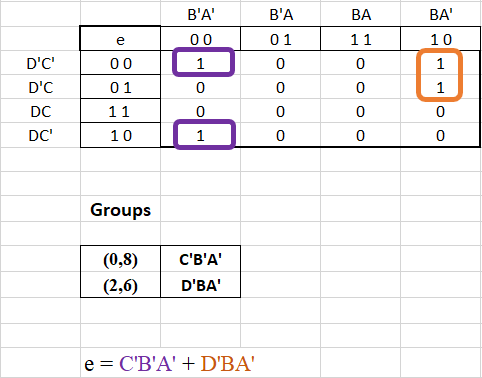 B'A' B'A BA BA'
e 0 0 0 1 1 1 1 0
D'C' 0 0 1 0 0 1
D'C 0 1 0 0 0 1
DC 1 1 0 0 0 0
DC' 1 0 1 0 0 0
Groups
(0,8) C'B'A'
(2,6) D'BA'
e = C'B'A' + D'BA'